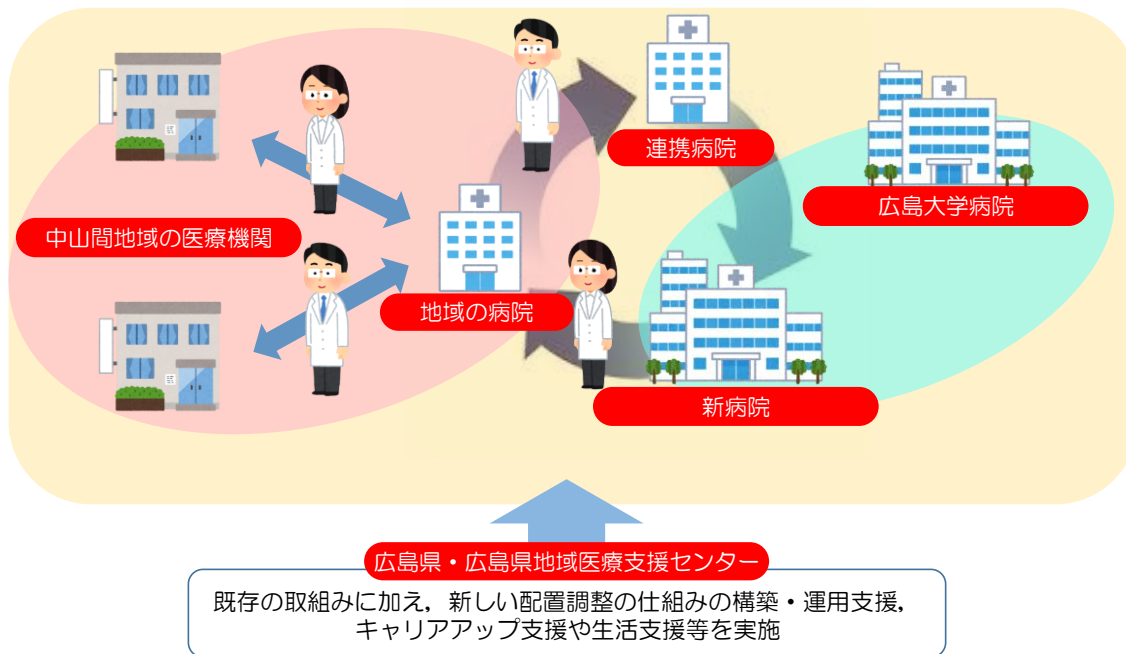 連携病院
広島大学病院
中山間地域の医療機関
地域の病院
新病院
広島県・広島県地域医療支援センター
既存の取組みに加え，新しい配置調整の仕組みの構築・運用支援，
キャリアアップ支援や生活支援等を実施